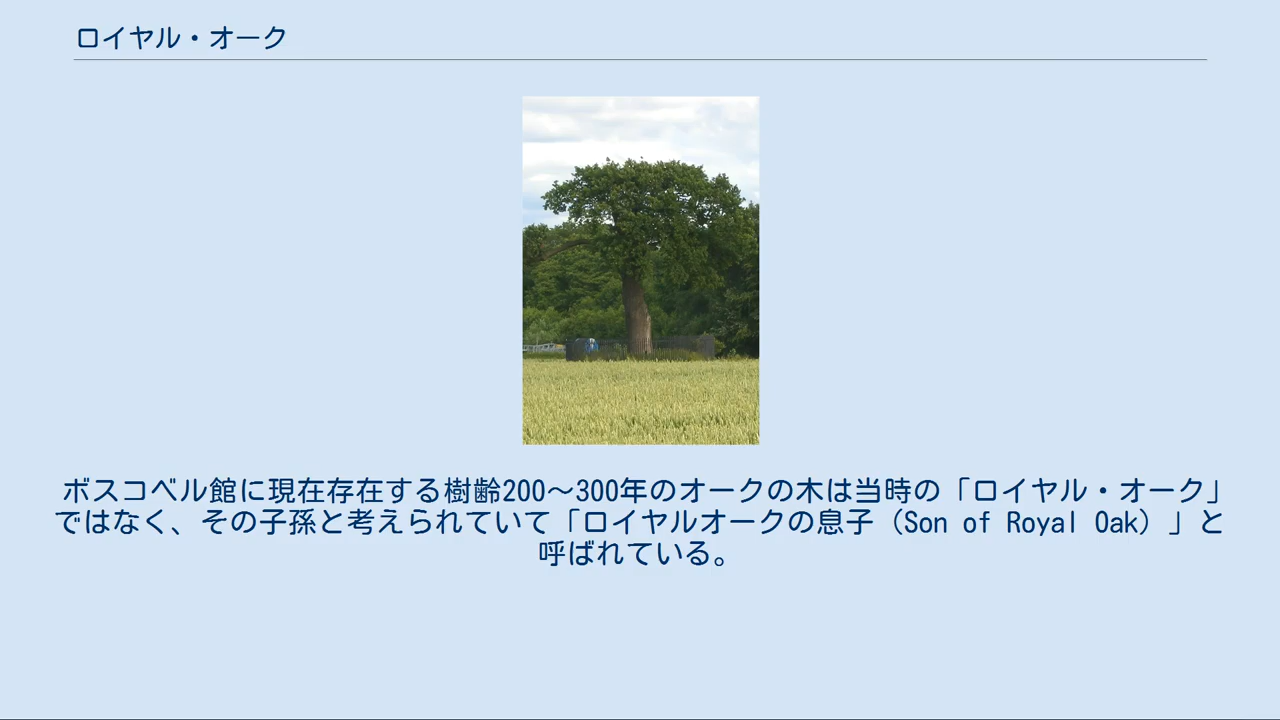 ロイヤル・オーク
ボスコベル館に現在存在する樹齢200～300年のオークの木は当時の「ロイヤル・オーク」
ではなく、その子孫と考えられていて「ロイヤルオークの息子（Son of Royal Oak）」と
呼ばれている。